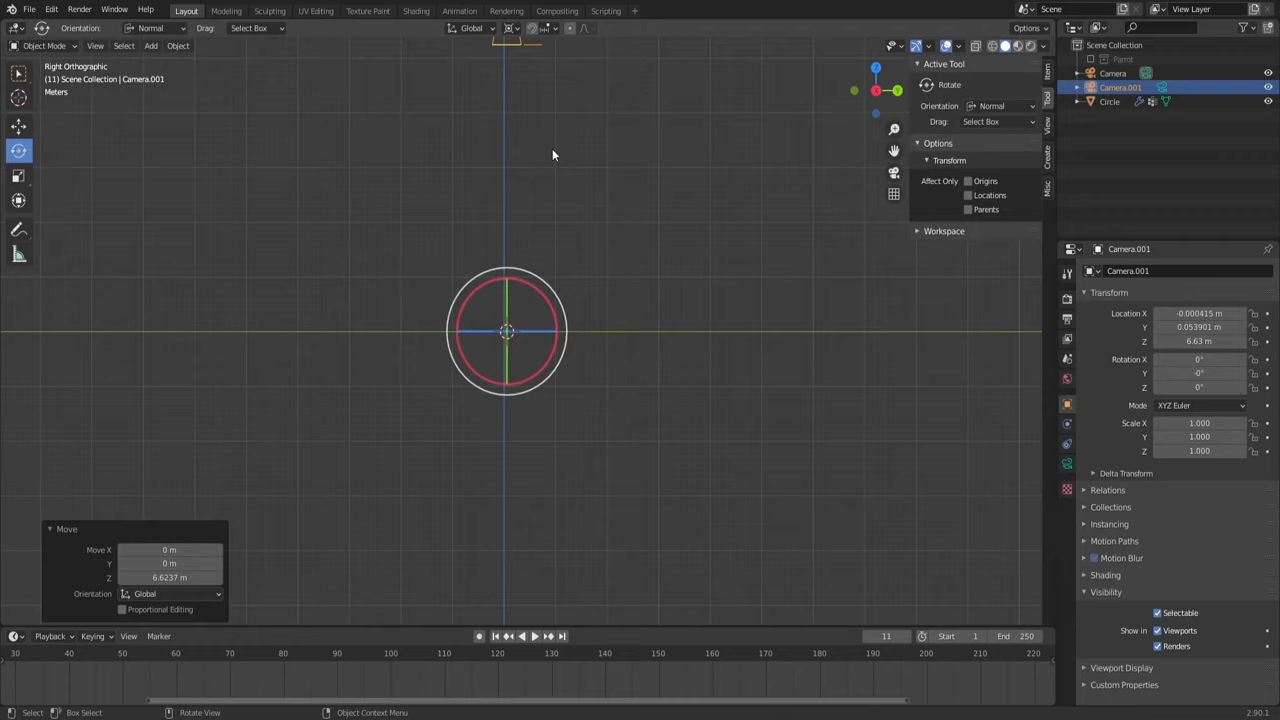 File Edit Render Window Help Layout Modeling Sculpting UV Editing Texture Paint Shading Animation Rendering Compositing Scripting + Scene View Layer
Orientation: Normal Drag: Select Box Global Options
Object Mode View Select Add Object
Right Orthographic
(11) Scene Collection | Camera.001
Meters
Z
Y
X
Active Tool
Rotate
Orientation Normal
Drag: Select Box
Options
Transform
Affect Only Origins
Locations
Parents
Workspace
Item
Tool
View
Create
Misc
Scene Collection
Parrot
Camera
Camera.001
Circle
Camera.001
Camera.001
Transform
Location X -0.000415 m
Y 0.053901 m
Z 6.63 m
Rotation X 0°
Y -0°
Z 0°
Mode XYZ Euler
Scale X 1.000
Y 1.000
Z 1.000
Delta Transform
Relations
Collections
Instancing
Motion Paths
Motion Blur
Shading
Visibility
Selectable
Show in Viewports
Renders
Viewport Display
Custom Properties
Move
Move X 0 m
Y 0 m
Z 6.6237 m
Orientation Global
Proportional Editing
Playback Keying View Marker 11 Start 1 End 250
30 40 50 60 70 80 90 100 110 120 130 140 150 160 170 180 190 200 210 220
Select Box Select Rotate View Object Context Menu 2.90.1